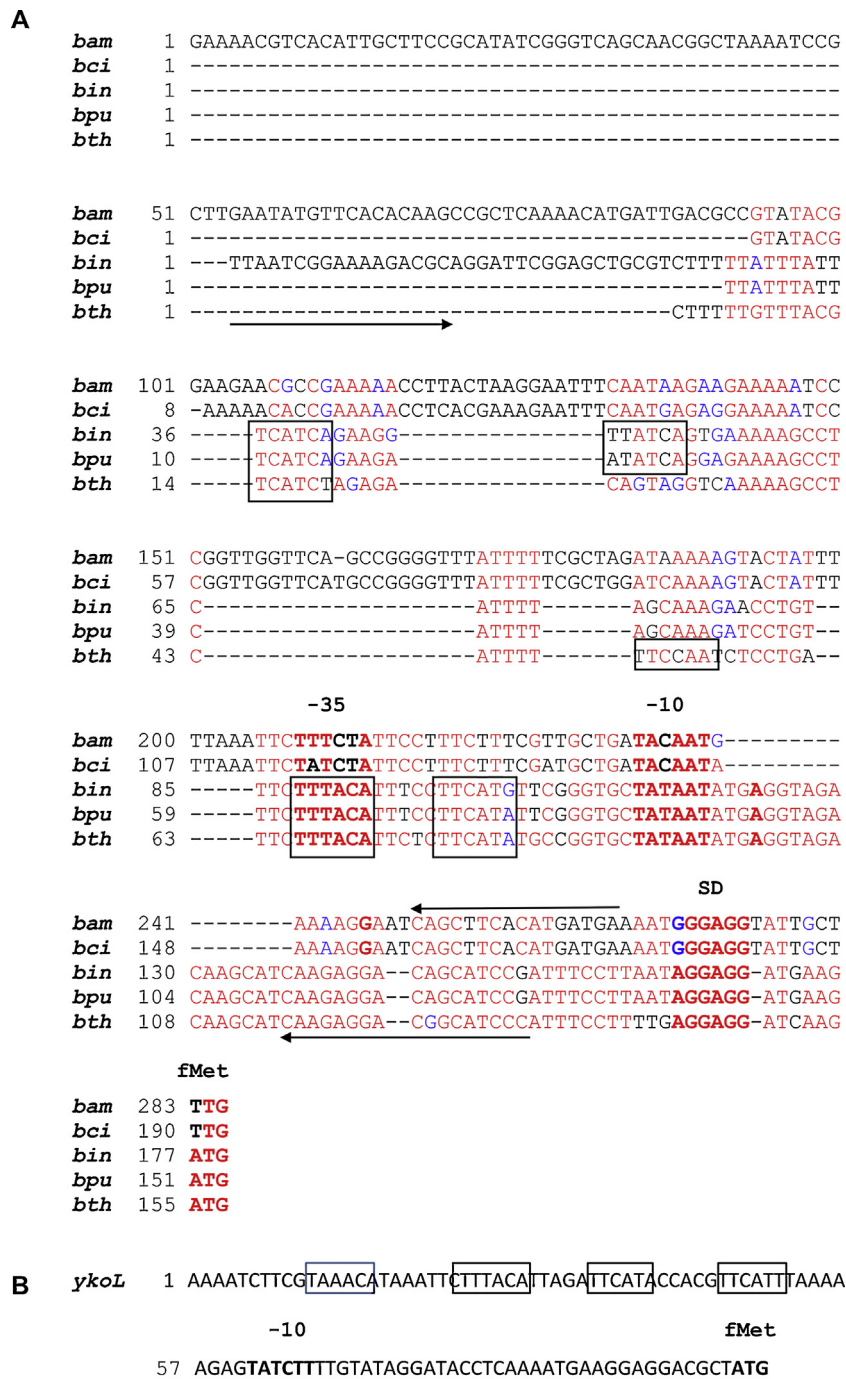 A
bam 1 GAAAACGTCACATTGCTTCCGCATATCGGGTCAGCAACGGCTAAAATCCG
bci 1 --------------------------------------------------
bin 1 --------------------------------------------------
bpu 1 --------------------------------------------------
bth 1 --------------------------------------------------
bam 51 CTTGAATATGTTCACACAAGCCGCTCAAAACATGATTGACGCCGTATACG
bci 1 -------------------------------------------GTATACG
bin 1 ---TTAATCGGAAAAGACGCAGGATTCGGAGCTGCGTCTTTTTATTTATT
bpu 1 -----------------------------------------TTATTTATT
bth 1 -------------------------------------CTTTTTGTTTACG
bam 101 GAAGAACGCCGAAAAACCTTACTAAGGAATTTCAATAAGAAGAAAAATCC
bci 8 -AAAAACACCGAAAAACCTCACGAAAGAATTTCAATGAGAGGAAAAATCC
bin 36 -----TCATCAGAAGG----------------TTATCAGTGAAAAAGCCT
bpu 10 -----TCATCAGAAGA----------------ATATCAGGAGAAAAGCCT
bth 14 -----TCATCTAGAGA----------------CAGTAGGTCAAAAAGCCT
bam 151 CGGTTGGTTCA-GCCGGGGTTTATTTTTCGCTAGATAAAAAGTACTATTT
bci 57 CGGTTGGTTCATGCCGGGGTTTATTTTTCGCTGGATCAAAAGTACTATTT
bin 65 C---------------------ATTTT-------AGCAAAGAACCTGT--
bpu 39 C---------------------ATTTT-------AGCAAAGATCCTGT--
bth 43 C---------------------ATTTT-------TTCCAATCTCCTGA--
-35 -10
bam 200 TTAAATTCTTTCTATTCCTTTCTTTCGTTGCTGATACAATG---------
bci 107 TTAAATTCTATCTATTCCTTTCTTTCGATGCTGATACAATA---------
bin 85 -----TTCTTTACATTTCCTTCATGTTCGGGTGCTATAATATGAGGTAGA
bpu 59 -----TTCTTTACATTTCCTTCATATTCGGGTGCTATAATATGAGGTAGA
bth 63 -----TTCTTTACATTCTCTTCATATGCCGGTGCTATAATATGAGGTAGA
SD
bam 241 --------AAAAGGAATCAGCTTCACATGATGAAAATGGGAGGTATTGCT
bci 148 --------AAAAGGAATCAGCTTCACATGATGAAAATGGGAGGTATTGCT
bin 130 CAAGCATCAAGAGGA--CAGCATCCGATTTCCTTAATAGGAGG-ATGAAG
bpu 104 CAAGCATCAAGAGGA--CAGCATCCGATTTCCTTAATAGGAGG-ATGAAG
bth 108 CAAGCATCAAGAGGA--CGGCATCCCATTTCCTTTTGAGGAGG-ATCAAG
fMet
bam 283 TTG
bci 190 TTG
bin 177 ATG
bpu 151 ATG
bth 155 ATG
B
ykoL 1 AAAATCTTCGTAAACATAAATTCTTTACATTAGATTCATACCACGTTCATTTAAAA
-10 fMet
57 AGAGTATCTTTTGTATAGGATACCTCAAAATGAAGGAGGACGCTATG